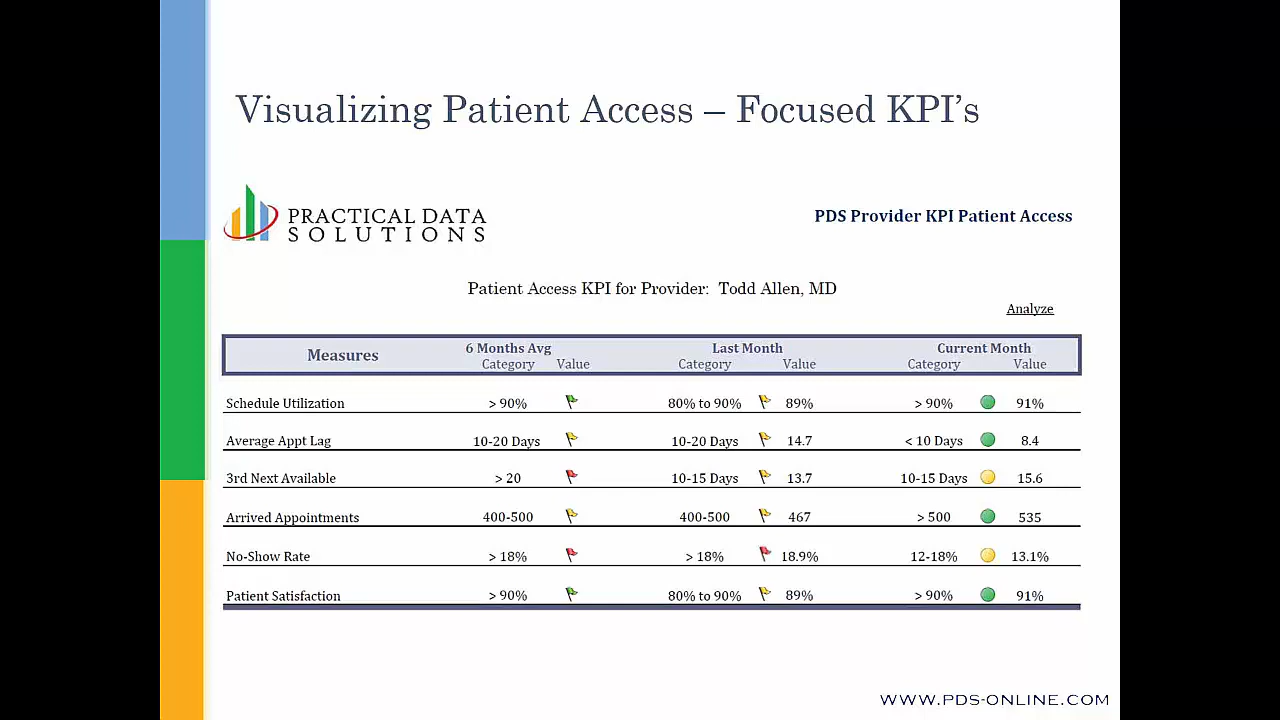 Visualizing Patient Access – Focused KPI's
PRACTICAL DATA
SOLUTIONS
PDS Provider KPI Patient Access
Patient Access KPI for Provider: Todd Allen, MD
Analyze
Measures 6 Months Avg Last Month Current Month
Category Value Category Value Category Value
Schedule Utilization > 90% 80% to 90% 89% > 90% 91%
Average Appt Lag 10-20 Days 10-20 Days 14.7 < 10 Days 8.4
3rd Next Available > 20 10-15 Days 13.7 10-15 Days 15.6
Arrived Appointments 400-500 400-500 467 > 500 535
No-Show Rate > 18% > 18% 18.9% 12-18% 13.1%
Patient Satisfaction > 90% 80% to 90% 89% > 90% 91%
WWW.PDS-ONLINE.COM